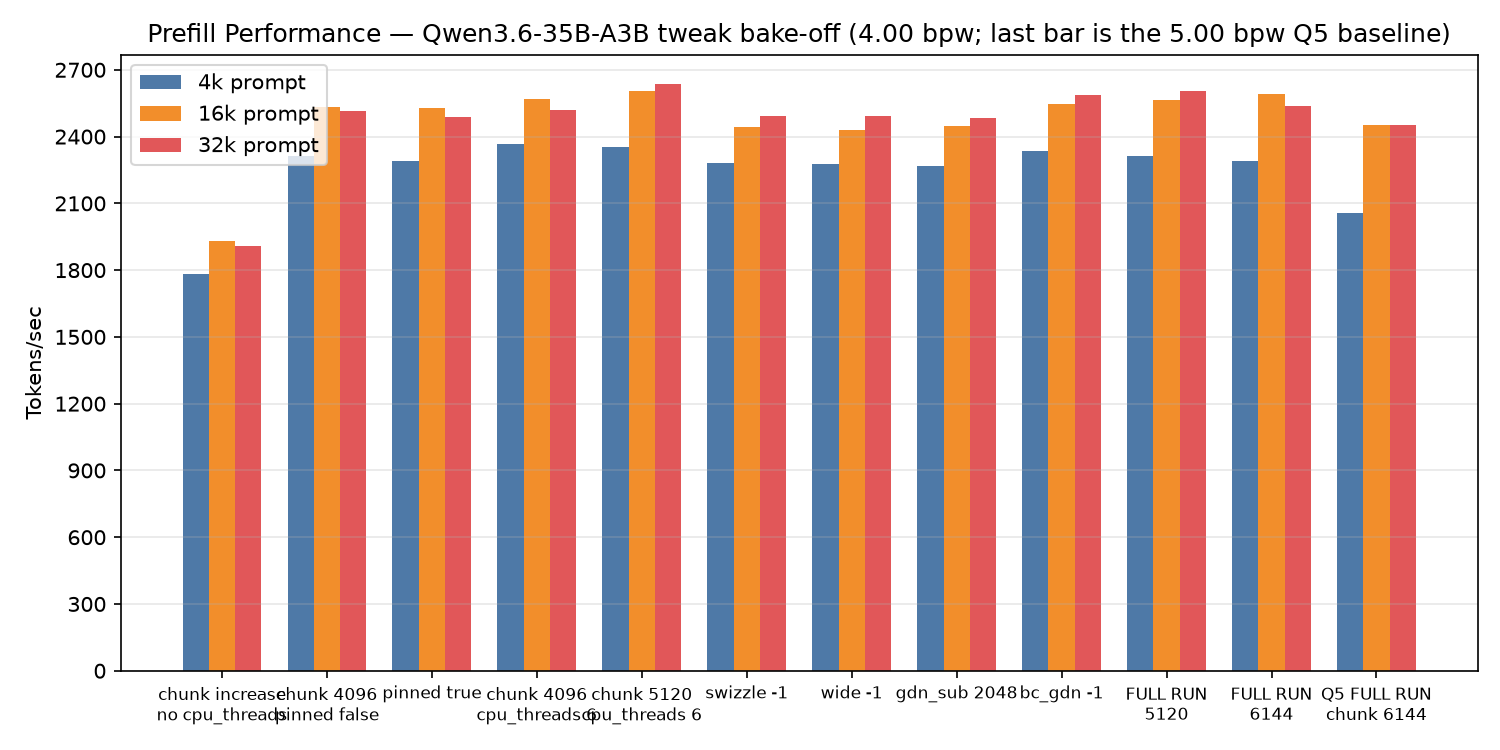 Prefill Performance — Qwen3.6-35B-A3B tweak bake-off (4.00 bpw; last bar is the 5.00 bpw Q5 baseline)
4k prompt
16k prompt
32k prompt
Tokens/sec
2700
2400
2100
1800
1500
1200
900
600
300
0
chunk increase
no cpu_threads
chunk 4096
pinned false
pinned true
chunk 4096
cpu_threads 6
chunk 5120
cpu_threads 6
swizzle -1
wide -1
gdn_sub 2048
bc_gdn -1
FULL RUN
5120
FULL RUN
6144
Q5 FULL RUN
chunk 6144